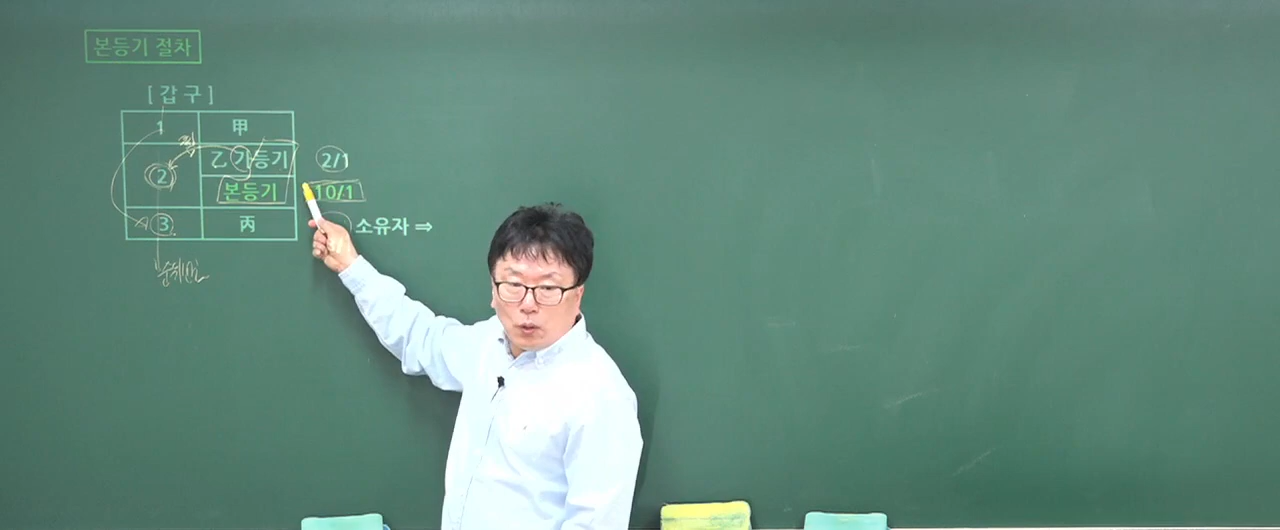 본등기 절차
[ 갑 구 ]
1 甲
② 乙 가등기 2/1
본등기 10/1
③ 丙 소유자 ⇒